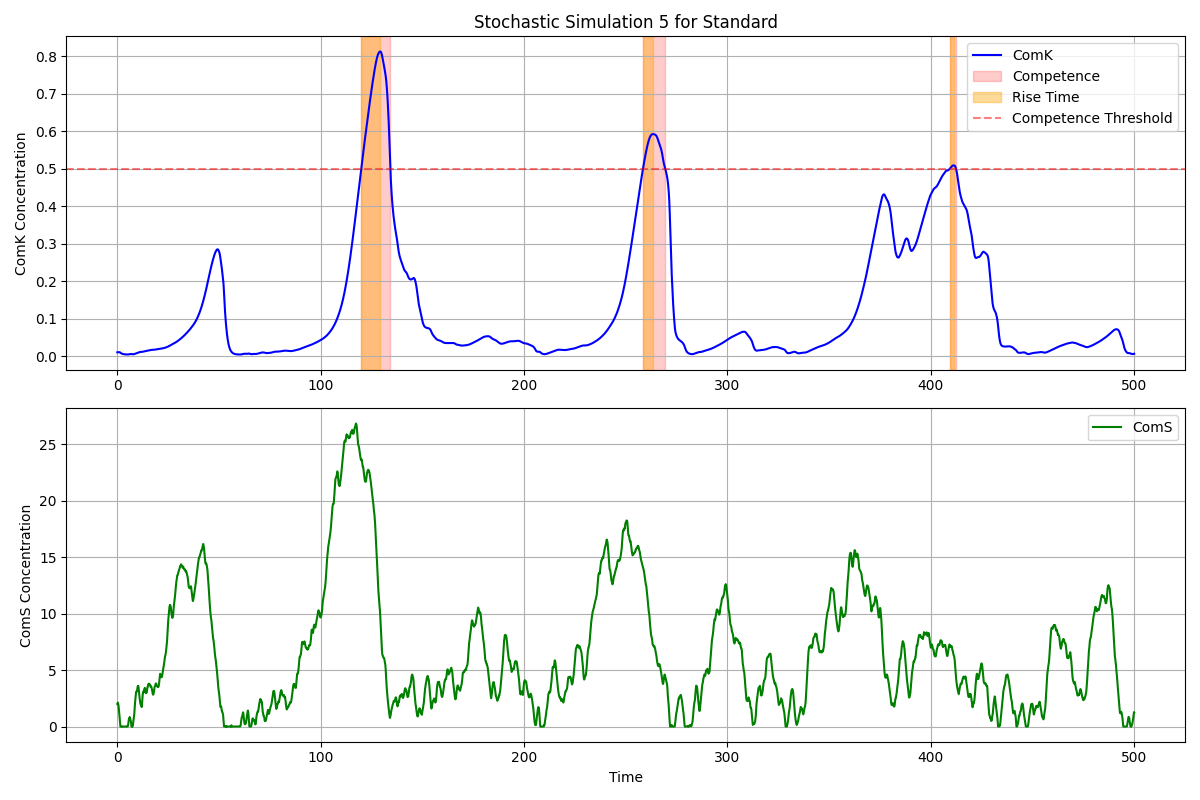 Stochastic Simulation 5 for Standard
ComK Concentration
0.8
0.7
0.6
0.5
0.4
0.3
0.2
0.1
0.0
ComK
Competence
Rise Time
Competence Threshold
0 100 200 300 400 500
ComS Concentration
25
20
15
10
5
0
ComS
0 100 200 300 400 500
Time